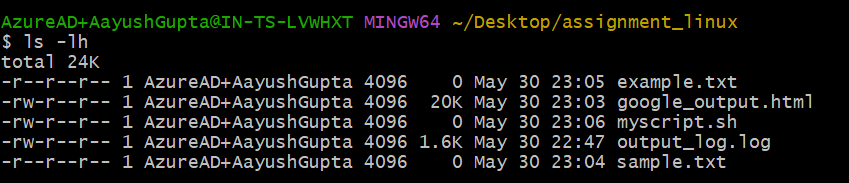 AzureAD+AayushGupta@IN-TS-LVWHXT MINGW64 ~/Desktop/assignment_linux
$ ls -lh
total 24K
-r--r--r-- 1 AzureAD+AayushGupta 4096    0 May 30 23:05 example.txt
-rw-r--r-- 1 AzureAD+AayushGupta 4096  20K May 30 23:03 google_output.html
-rw-r--r-- 1 AzureAD+AayushGupta 4096    0 May 30 23:06 myscript.sh
-rw-r--r-- 1 AzureAD+AayushGupta 4096 1.6K May 30 22:47 output_log.log
-r--r--r-- 1 AzureAD+AayushGupta 4096    0 May 30 23:04 sample.txt